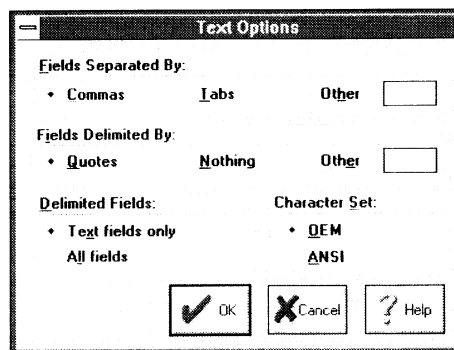 Text Options
Fields Separated By:
Commas Tabs Other
Fields Delimited By:
Quotes Nothing Other
Delimited Fields: Character Set:
Text fields only OEM
All fields ANSI
OK Cancel Help